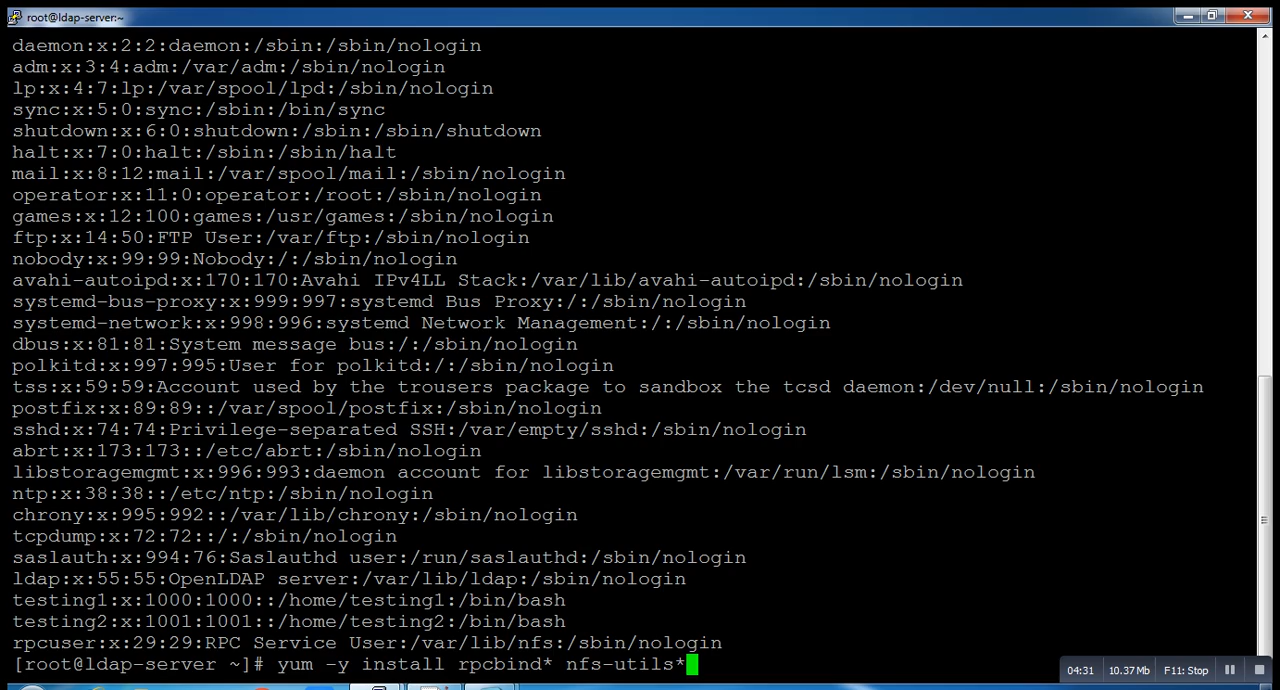 root@ldap-server:~
daemon:x:2:2:daemon:/sbin:/sbin/nologin
adm:x:3:4:adm:/var/adm:/sbin/nologin
lp:x:4:7:lp:/var/spool/lpd:/sbin/nologin
sync:x:5:0:sync:/sbin:/bin/sync
shutdown:x:6:0:shutdown:/sbin:/sbin/shutdown
halt:x:7:0:halt:/sbin:/sbin/halt
mail:x:8:12:mail:/var/spool/mail:/sbin/nologin
operator:x:11:0:operator:/root:/sbin/nologin
games:x:12:100:games:/usr/games:/sbin/nologin
ftp:x:14:50:FTP User:/var/ftp:/sbin/nologin
nobody:x:99:99:Nobody:/:/sbin/nologin
avahi-autoipd:x:170:170:Avahi IPv4LL Stack:/var/lib/avahi-autoipd:/sbin/nologin
systemd-bus-proxy:x:999:997:systemd Bus Proxy:/:/sbin/nologin
systemd-network:x:998:996:systemd Network Management:/:/sbin/nologin
dbus:x:81:81:System message bus:/:/sbin/nologin
polkitd:x:997:995:User for polkitd:/:/sbin/nologin
tss:x:59:59:Account used by the trousers package to sandbox the tcsd daemon:/dev/null:/sbin/nologin
postfix:x:89:89::/var/spool/postfix:/sbin/nologin
sshd:x:74:74:Privilege-separated SSH:/var/empty/sshd:/sbin/nologin
abrt:x:173:173::/etc/abrt:/sbin/nologin
libstoragemgmt:x:996:993:daemon account for libstoragemgmt:/var/run/lsm:/sbin/nologin
ntp:x:38:38::/etc/ntp:/sbin/nologin
chrony:x:995:992::/var/lib/chrony:/sbin/nologin
tcpdump:x:72:72::/:/sbin/nologin
saslauth:x:994:76:Saslauthd user:/run/saslauthd:/sbin/nologin
ldap:x:55:55:OpenLDAP server:/var/lib/ldap:/sbin/nologin
testing1:x:1000:1000::/home/testing1:/bin/bash
testing2:x:1001:1001::/home/testing2:/bin/bash
rpcuser:x:29:29:RPC Service User:/var/lib/nfs:/sbin/nologin
[root@ldap-server ~]# yum -y install rpcbind* nfs-utils*
04:31 10.37Mb F11: Stop